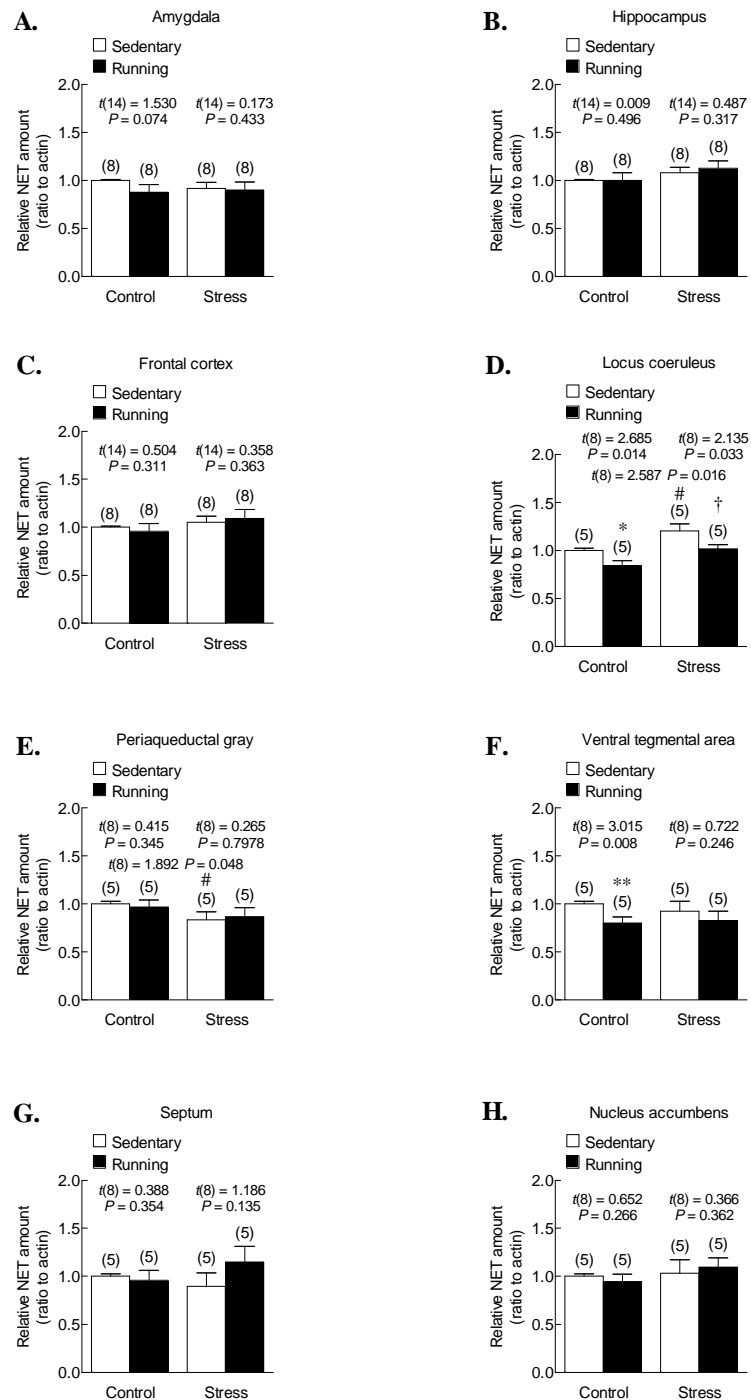 A.
Amygdala
Sedentary
Running
t(14) = 1.530 t(14) = 0.173
P = 0.074 P = 0.433
(8) (8) (8) (8)
Relative NET amount
(ratio to actin)
2.0
1.5
1.0
0.5
0.0
Control Stress
B.
Hippocampus
Sedentary
Running
t(14) = 0.009 t(14) = 0.487
P = 0.496 P = 0.317
(8) (8) (8) (8)
Relative NET amount
(ratio to actin)
2.0
1.5
1.0
0.5
0.0
Control Stress
C.
Frontal cortex
Sedentary
Running
t(14) = 0.504 t(14) = 0.358
P = 0.311 P = 0.363
(8) (8) (8) (8)
Relative NET amount
(ratio to actin)
2.0
1.5
1.0
0.5
0.0
Control Stress
D.
Locus coeruleus
Sedentary
Running
t(8) = 2.685 t(8) = 2.135
P = 0.014 P = 0.033
t(8) = 2.587 P = 0.016
* # †
(5) (5) (5) (5)
Relative NET amount
(ratio to actin)
2.0
1.5
1.0
0.5
0.0
Control Stress
E.
Periaqueductal gray
Sedentary
Running
t(8) = 0.415 t(8) = 0.265
P = 0.345 P = 0.7978
t(8) = 1.892 P = 0.048
#
(5) (5) (5) (5)
Relative NET amount
(ratio to actin)
2.0
1.5
1.0
0.5
0.0
Control Stress
F.
Ventral tegmental area
Sedentary
Running
t(8) = 3.015 t(8) = 0.722
P = 0.008 P = 0.246
**
(5) (5) (5) (5)
Relative NET amount
(ratio to actin)
2.0
1.5
1.0
0.5
0.0
Control Stress
G.
Septum
Sedentary
Running
t(8) = 0.388 t(8) = 1.186
P = 0.354 P = 0.135
(5) (5) (5) (5)
Relative NET amount
(ratio to actin)
2.0
1.5
1.0
0.5
0.0
Control Stress
H.
Nucleus accumbens
Sedentary
Running
t(8) = 0.652 t(8) = 0.366
P = 0.266 P = 0.362
(5) (5) (5) (5)
Relative NET amount
(ratio to actin)
2.0
1.5
1.0
0.5
0.0
Control Stress